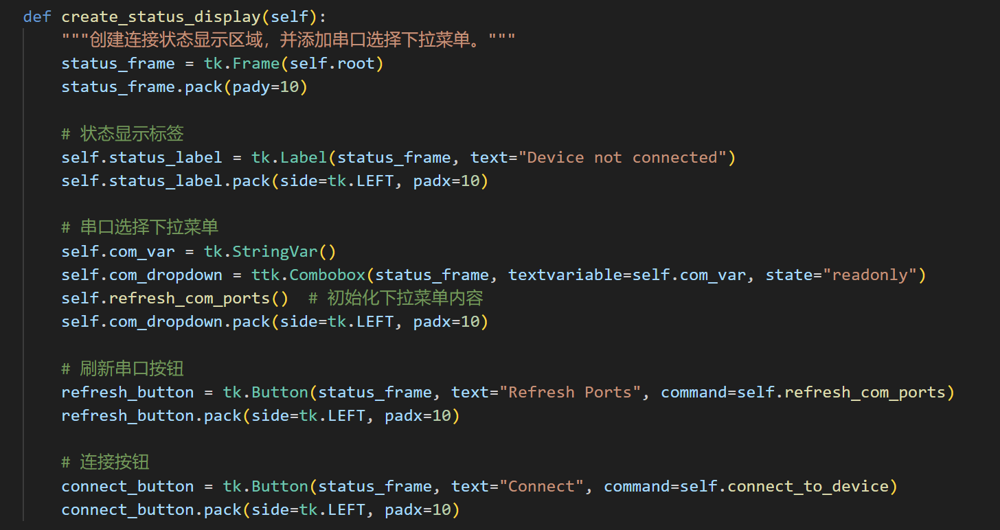 def create_status_display(self):
    """创建连接状态显示区域，并添加串口选择下拉菜单。"""
    status_frame = tk.Frame(self.root)
    status_frame.pack(pady=10)

    # 状态显示标签
    self.status_label = tk.Label(status_frame, text="Device not connected")
    self.status_label.pack(side=tk.LEFT, padx=10)

    # 串口选择下拉菜单
    self.com_var = tk.StringVar()
    self.com_dropdown = ttk.Combobox(status_frame, textvariable=self.com_var, state="readonly")
    self.refresh_com_ports()  # 初始化下拉菜单内容
    self.com_dropdown.pack(side=tk.LEFT, padx=10)

    # 刷新串口按钮
    refresh_button = tk.Button(status_frame, text="Refresh Ports", command=self.refresh_com_ports)
    refresh_button.pack(side=tk.LEFT, padx=10)

    # 连接按钮
    connect_button = tk.Button(status_frame, text="Connect", command=self.connect_to_device)
    connect_button.pack(side=tk.LEFT, padx=10)